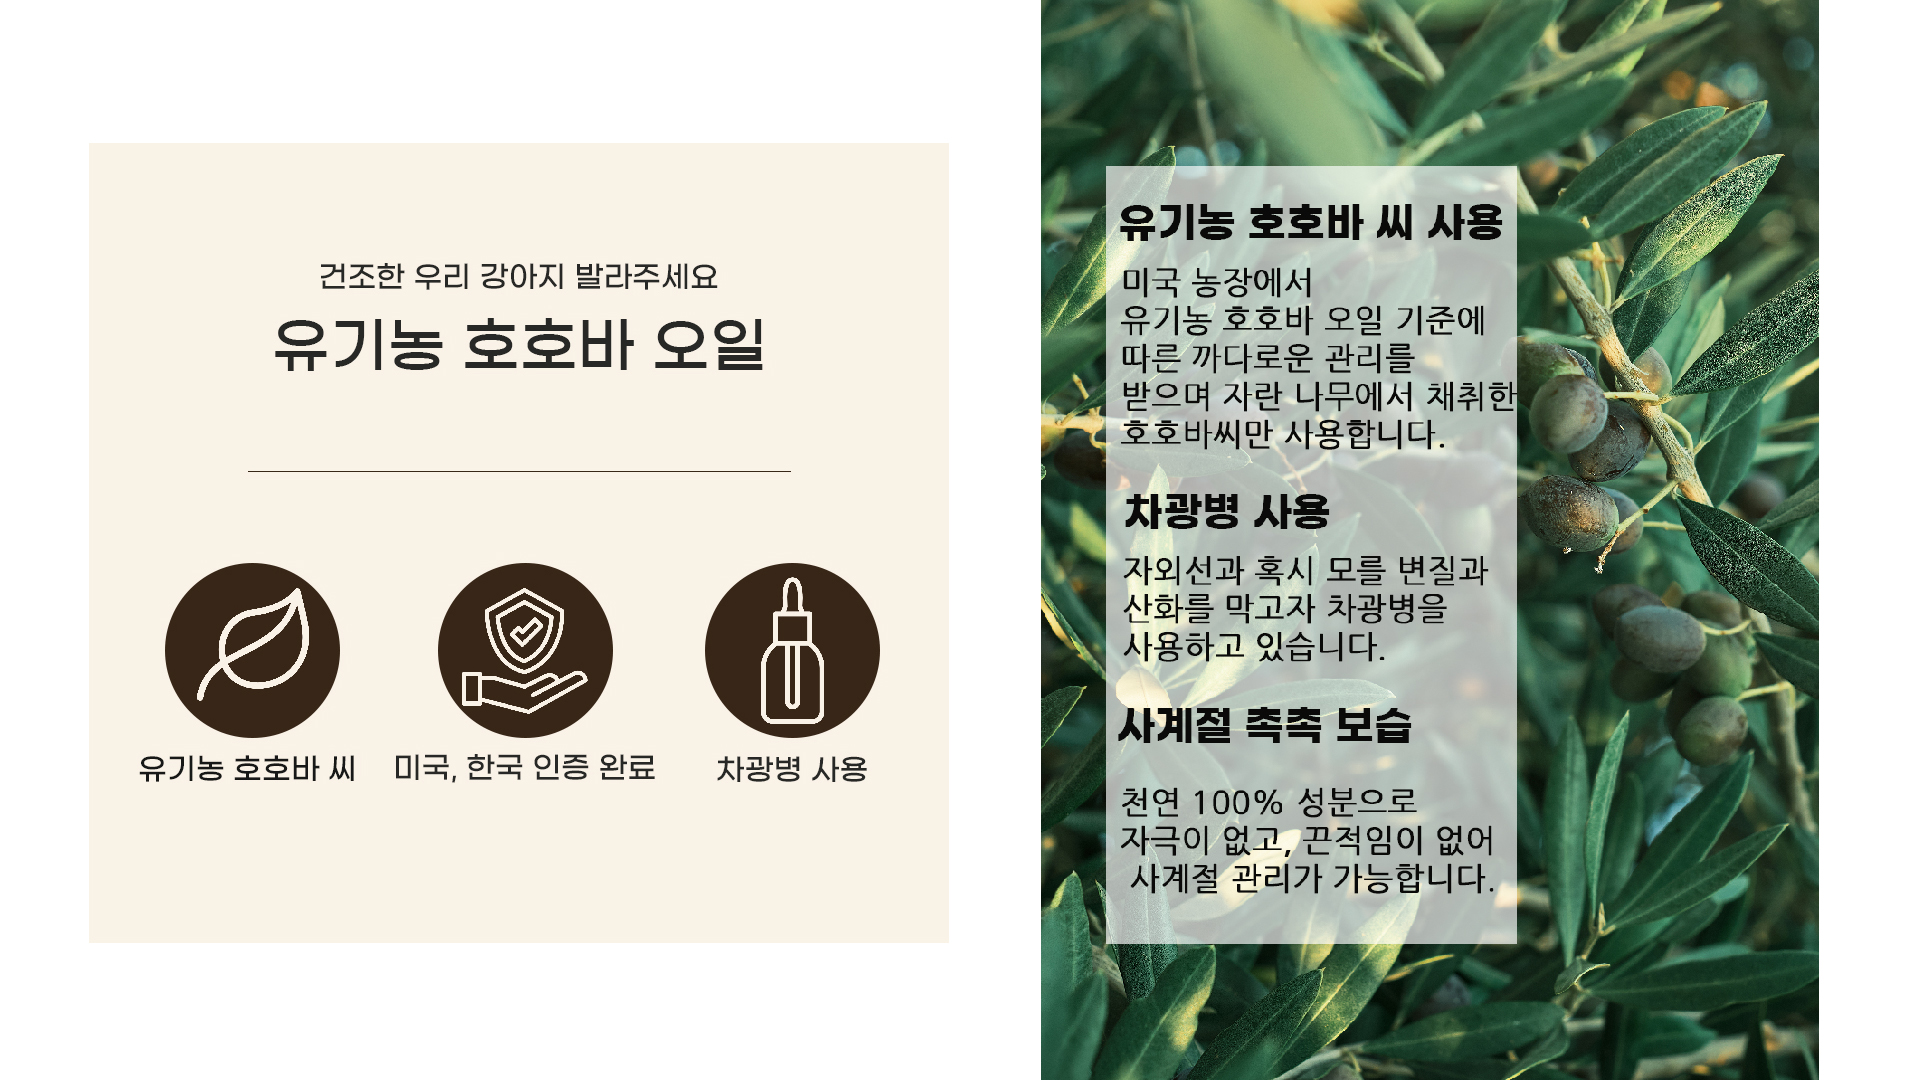 건조한 우리 강아지 발라주세요
유기농 호호바 오일
유기농 호호바 씨
미국, 한국 인증 완료
차광병 사용
유기농 호호바 씨 사용
미국 농장에서
유기농 호호바 오일 기준에
따른 까다로운 관리를
받으며 자란 나무에서 채취한
호호바씨만 사용합니다.
차광병 사용
자외선과 혹시 모를 변질과
산화를 막고자 차광병을
사용하고 있습니다.
사계절 촉촉 보습
천연 100% 성분으로
자극이 없고, 끈적임이 없어
사계절 관리가 가능합니다.